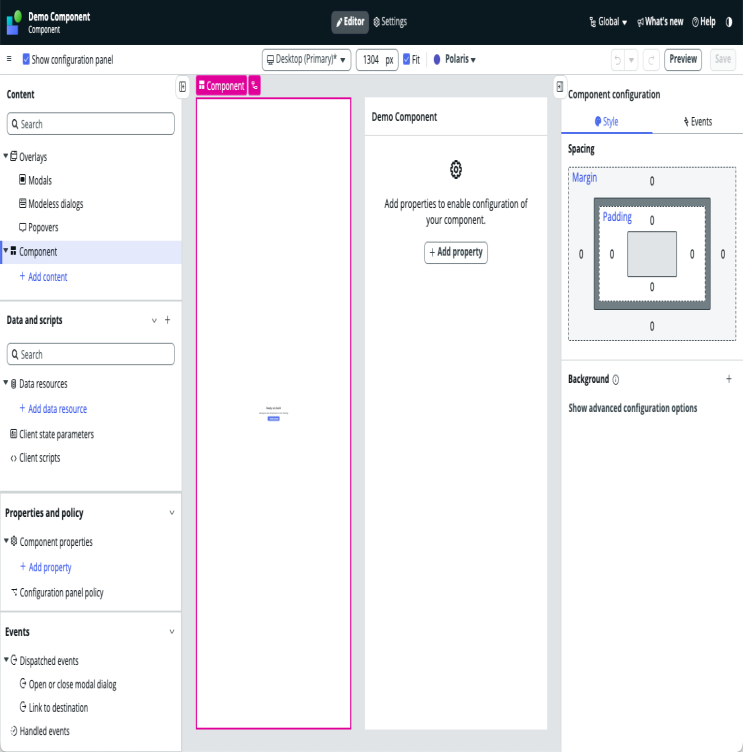 Demo Component
Component
Editor
Settings
Global
What's new
Help
Show configuration panel
Desktop (Primary)*
1304 px
Fit
Polaris
Preview
Save
Content
Search
Overlays
Modals
Modeless dialogs
Popovers
Component
+ Add content
Data and scripts
Search
Data resources
+ Add data resource
Client state parameters
Client scripts
Properties and policy
Component properties
+ Add property
Configuration panel policy
Events
Dispatched events
Open or close modal dialog
Link to destination
Handled events
Component
Demo Component
Add properties to enable configuration of
your component.
+ Add property
Component configuration
Style
Events
Spacing
Margin
0
Padding
0
0
0
0
0
0
0
Background
Show advanced configuration options